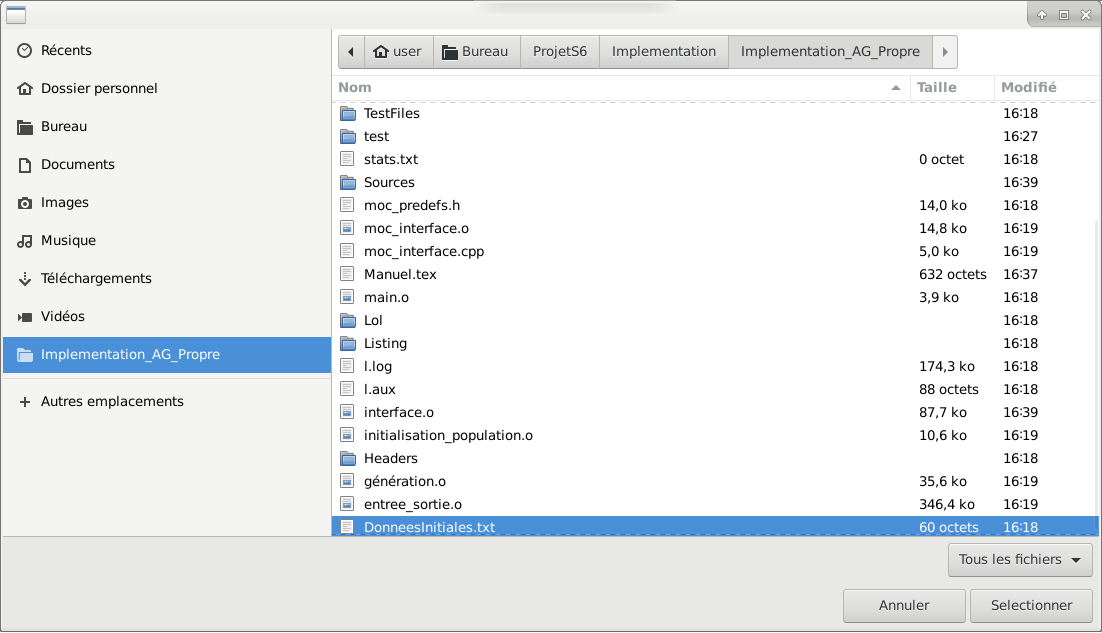 user Bureau ProjetS6 Implementation Implementation_AG_Propre
Récents
Dossier personnel
Bureau
Documents
Images
Musique
Téléchargements
Vidéos
Implementation_AG_Propre
Autres emplacements
Nom Taille Modifié
TestFiles 16:18
test 16:27
stats.txt 0 octet 16:18
Sources 16:39
moc_predefs.h 14,0 ko 16:18
moc_interface.o 14,8 ko 16:19
moc_interface.cpp 5,0 ko 16:19
Manuel.tex 632 octets 16:37
main.o 3,9 ko 16:18
Lol 16:18
Listing 16:18
l.log 174,3 ko 16:18
l.aux 88 octets 16:18
interface.o 87,7 ko 16:39
initialisation_population.o 10,6 ko 16:19
Headers 16:18
génération.o 35,6 ko 16:19
entree_sortie.o 346,4 ko 16:19
DonneesInitiales.txt 60 octets 16:18
Tous les fichiers
Annuler Selectionner